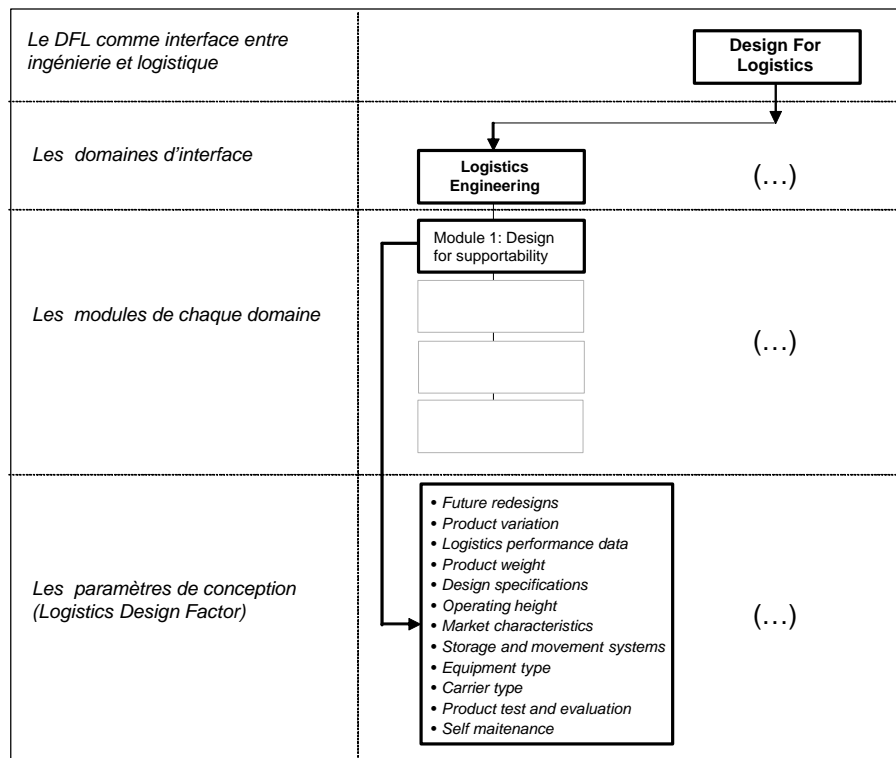 Le DFL comme interface entre
ingénierie et logistique
Design For
Logistics
Les domaines d'interface
Logistics
Engineering
(…)
Module 1: Design
for supportability
Les modules de chaque domaine
(…)
Les paramètres de conception
(Logistics Design Factor)
• Future redesigns
• Product variation
• Logistics performance data
• Product weight
• Design specifications
• Operating height
• Market characteristics
• Storage and movement systems
• Equipment type
• Carrier type
• Product test and evaluation
• Self maitenance
(…)